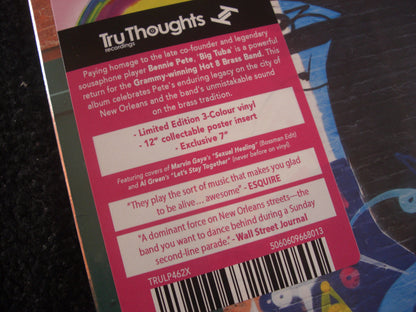 TruThoughts
recordings
Paying homage to the late co-founder and legendary
sousaphone player Bennie Pete, 'Big Tuba' is a powerful
return for the Grammy-winning Hot 8 Brass Band. This
album celebrates Pete's enduring legacy on the city of
New Orleans and the band's unmistakable sound
on the brass tradition.
- Limited Edition 3-Colour vinyl
- 12" collectable poster insert
- Exclusive 7"
Featuring covers of Marvin Gaye's "Sexual Healing" (Bossman Edit)
and Al Green's "Let's Stay Together" (never before on vinyl)
"They play the sort of music that makes you glad
to be alive... awesome" - ESQUIRE
"A dominant force on New Orleans streets—the
band you want to dance behind during a Sunday
second-line parade." - Wall Street Journal
TRULP462X
5060609668013